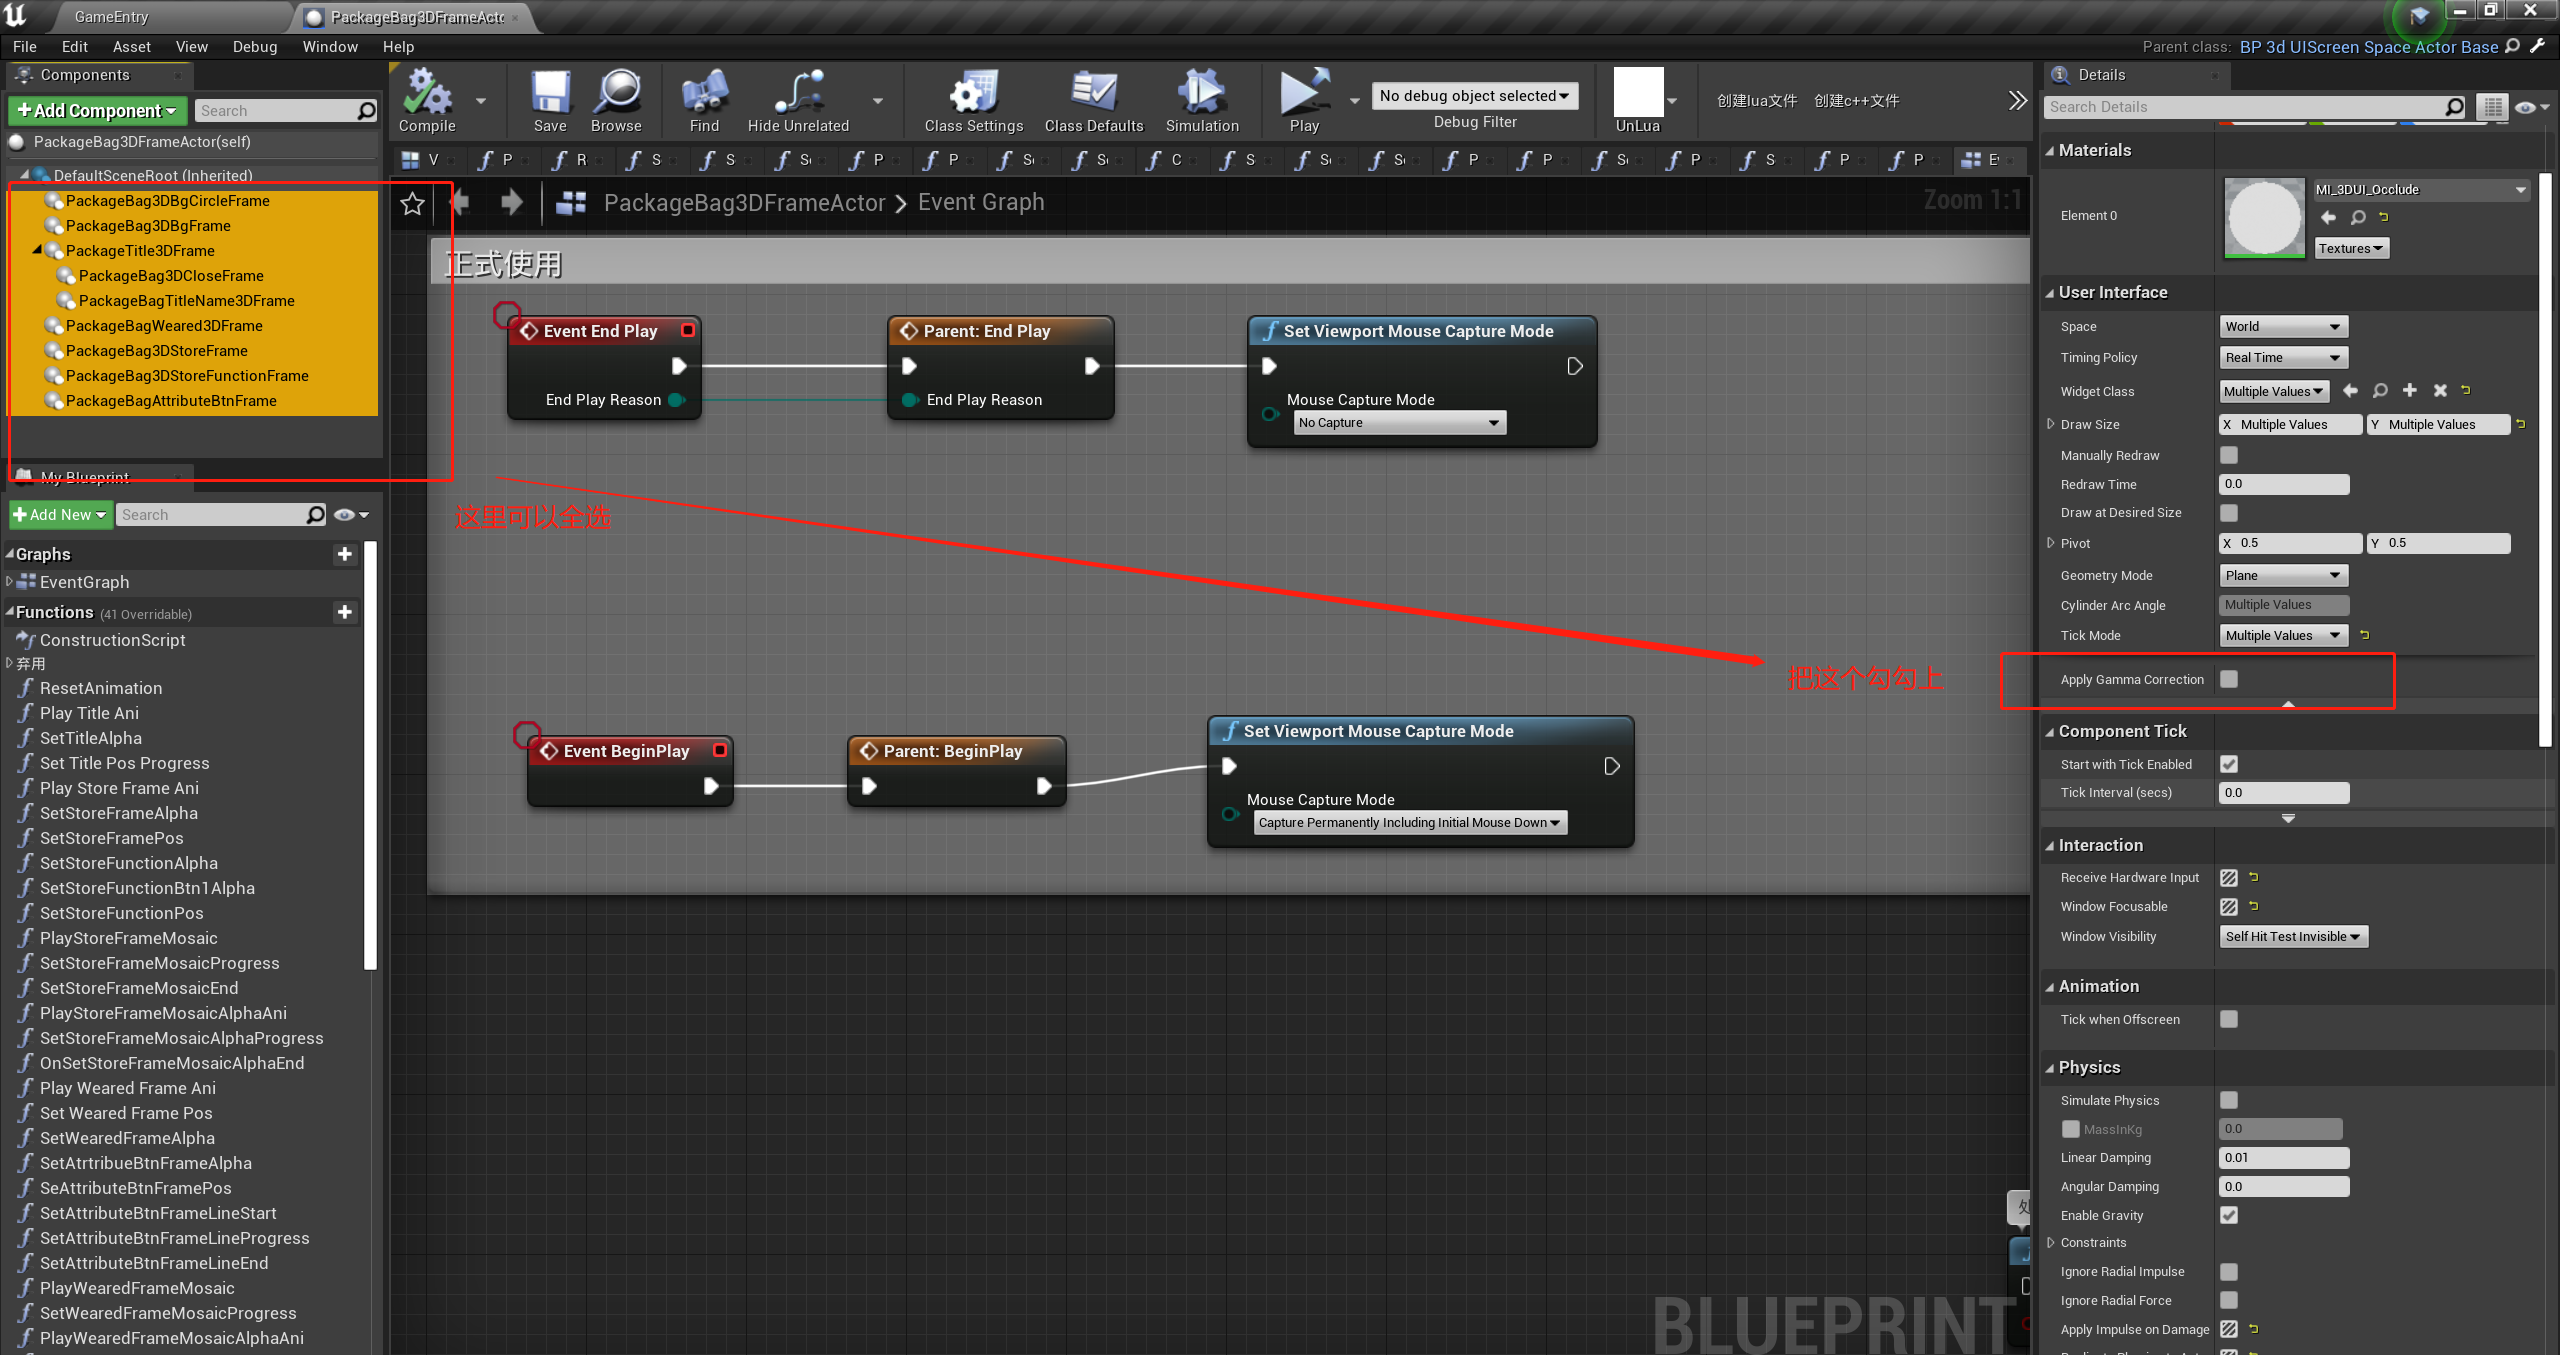 GameEntry
PackageBag3DFrameActo
File Edit Asset View Debug Window Help
Parent class: BP 3d UIScreen Space Actor Base
Components
Add Component
Search
PackageBag3DFrameActor(self)
DefaultSceneRoot (Inherited)
PackageBag3DBgCircleFrame
PackageBag3DBgFrame
PackageTitle3DFrame
PackageBag3DCloseFrame
PackageBagTitleName3DFrame
PackageBagWeared3DFrame
PackageBag3DStoreFrame
PackageBag3DStoreFunctionFrame
PackageBagAttributeBtnFrame
My Blueprint
Add New
Search
Graphs
EventGraph
Functions (41 Overridable)
ConstructionScript
弃用
ResetAnimation
Play Title Ani
SetTitleAlpha
Set Title Pos Progress
Play Store Frame Ani
SetStoreFrameAlpha
SetStoreFramePos
SetStoreFunctionAlpha
SetStoreFunctionBtn1Alpha
SetStoreFunctionPos
PlayStoreFrameMosaic
SetStoreFrameMosaicProgress
SetStoreFrameMosaicEnd
PlayStoreFrameMosaicAlphaAni
SetStoreFrameMosaicAlphaProgress
OnSetStoreFrameMosaicAlphaEnd
Play Weared Frame Ani
Set Weared Frame Pos
SetWearedFrameAlpha
SetAtrtribueBtnFrameAlpha
SeAttributeBtnFramePos
SetAttributeBtnFrameLineStart
SetAttributeBtnFrameLineProgress
SetAttributeBtnFrameLineEnd
PlayWearedFrameMosaic
SetWearedFrameMosaicProgress
PlayWearedFrameMosaicAlphaAni
Compile
Save
Browse
Find
Hide Unrelated
Class Settings
Class Defaults
Simulation
Play
No debug object selected
Debug Filter
UnLua
创建lua文件
创建c++文件
V P R S S S P P S S C S S S P P S P S P P E
PackageBag3DFrameActor > Event Graph
Zoom 1:1
正式使用
Event End Play
End Play Reason
Parent: End Play
End Play Reason
Set Viewport Mouse Capture Mode
Mouse Capture Mode
No Capture
这里可以全选
把这个勾勾上
Event BeginPlay
Parent: BeginPlay
Set Viewport Mouse Capture Mode
Mouse Capture Mode
Capture Permanently Including Initial Mouse Down
BLUEPRINT
Details
Search Details
Materials
Element 0
MI_3DUI_Occlude
Textures
User Interface
Space World
Timing Policy Real Time
Widget Class Multiple Values
Draw Size X Multiple Values Y Multiple Values
Manually Redraw
Redraw Time 0.0
Draw at Desired Size
Pivot X 0.5 Y 0.5
Geometry Mode Plane
Cylinder Arc Angle Multiple Values
Tick Mode Multiple Values
Apply Gamma Correction
Component Tick
Start with Tick Enabled
Tick Interval (secs) 0.0
Interaction
Receive Hardware Input
Window Focusable
Window Visibility Self Hit Test Invisible
Animation
Tick when Offscreen
Physics
Simulate Physics
MassInKg 0.0
Linear Damping 0.01
Angular Damping 0.0
Enable Gravity
Constraints
Ignore Radial Impulse
Ignore Radial Force
Apply Impulse on Damage